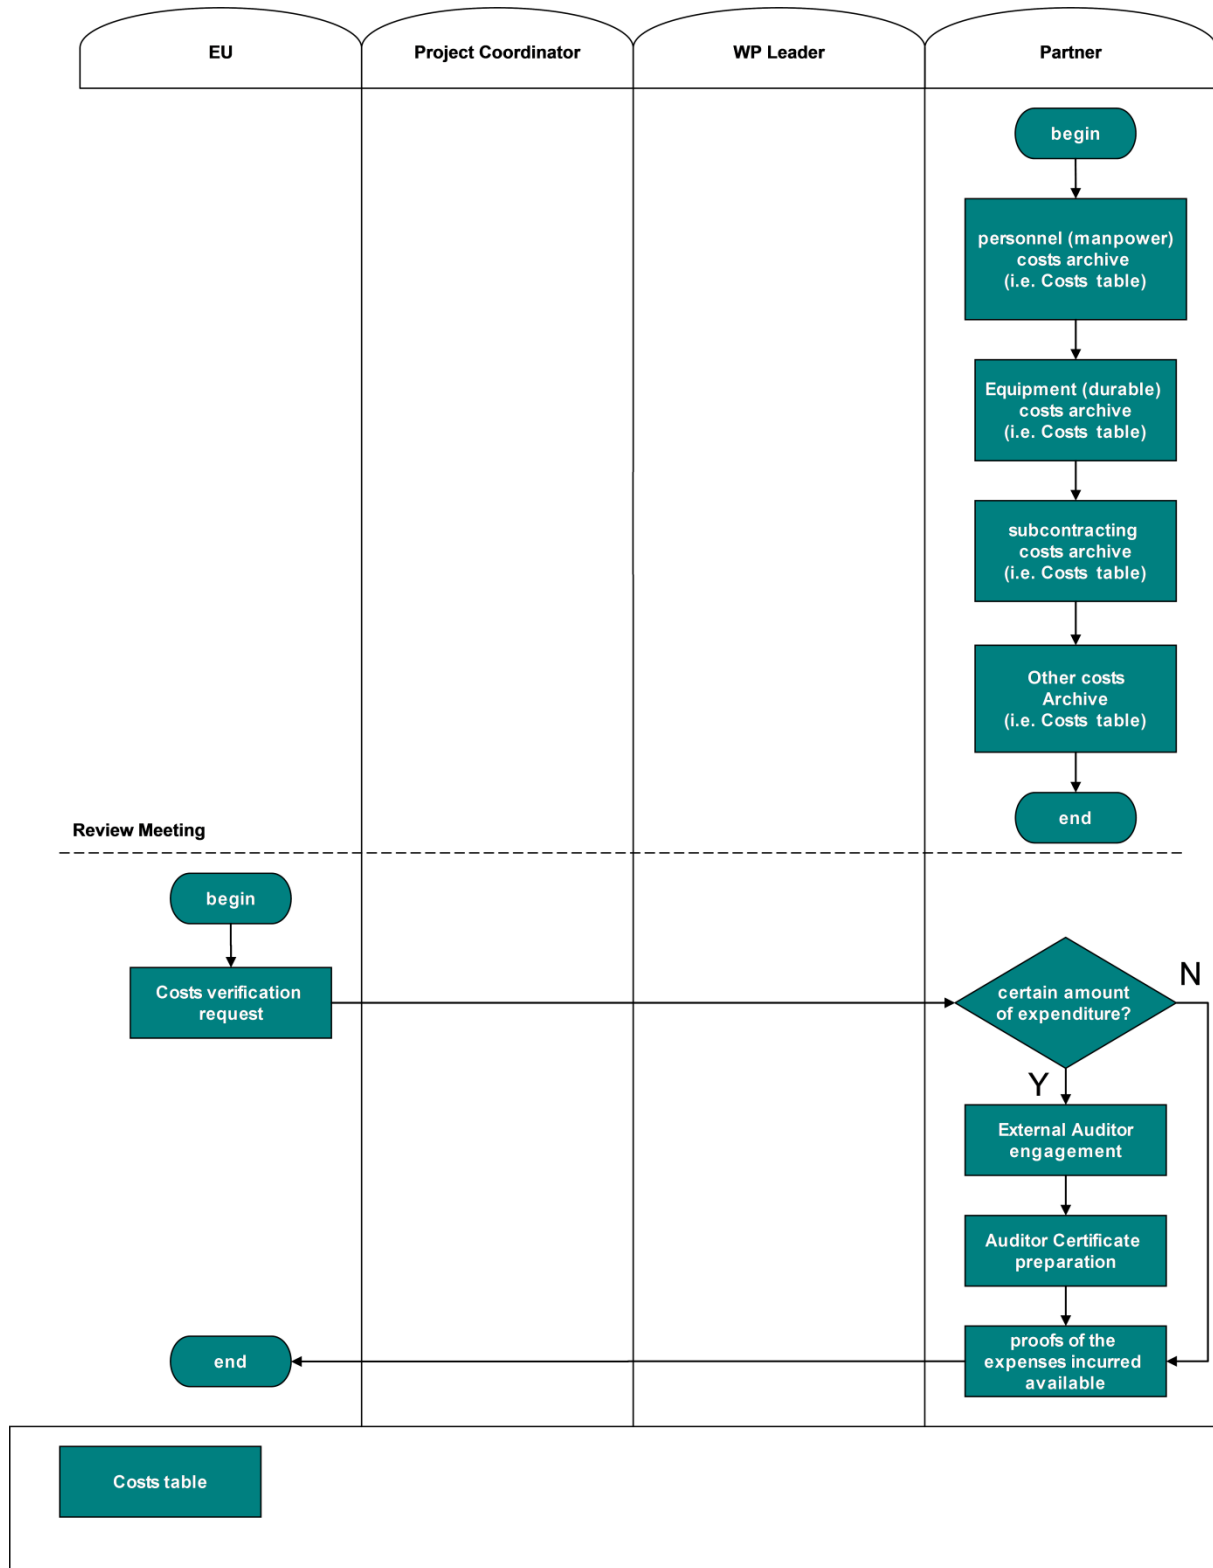 EU
Project Coordinator
WP Leader
Partner
begin
personnel (manpower)
costs archive
(i.e. Costs table)
Equipment (durable)
costs archive
(i.e. Costs table)
subcontracting
costs archive
(i.e. Costs table)
Other costs
Archive
(i.e. Costs table)
end
Review Meeting
begin
Costs verification
request
certain amount
of expenditure?
N
Y
External Auditor
engagement
Auditor Certificate
preparation
proofs of the
expenses incurred
available
end
Costs table